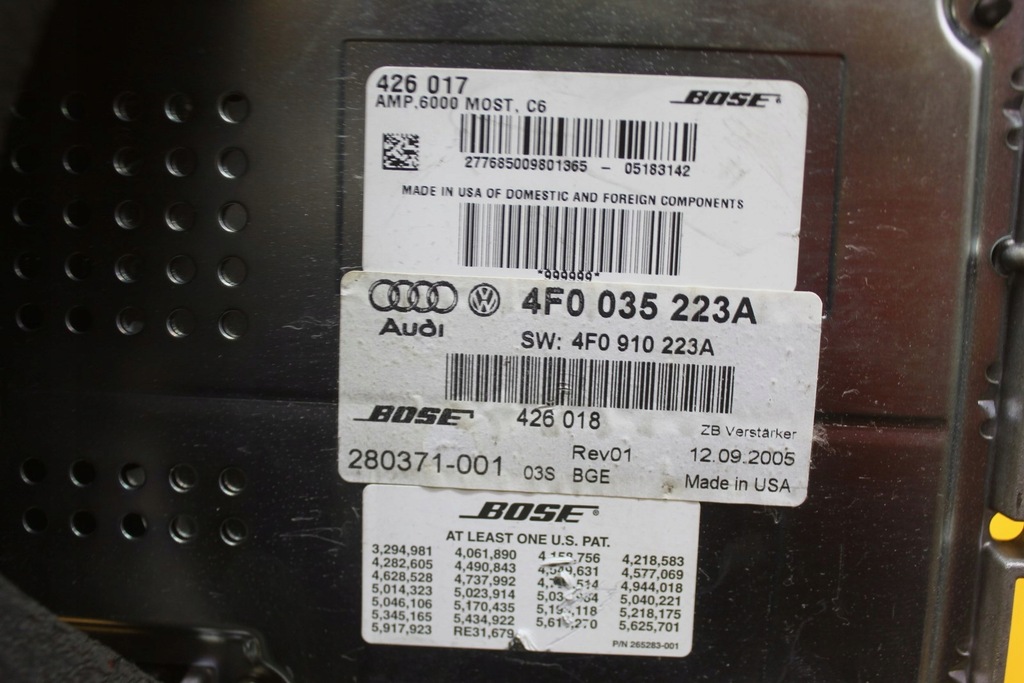 426 017
AMP.6000 MOST, C6
BOSE®
277685009801365 - 05183142
MADE IN USA OF DOMESTIC AND FOREIGN COMPONENTS
*999999*
Audi
4F0 035 223A
SW: 4F0 910 223A
BOSE®
426 018
ZB Verstärker
280371-001
Rev01
12.09.2005
03S BGE
Made in USA
BOSE®
AT LEAST ONE U.S. PAT.
3,294,981 4,061,890 4,218,583
4,282,605 4,490,843 4,577,069
4,628,528 4,737,992 4,944,018
5,014,323 5,023,914 5,040,221
5,046,106 5,170,435 5,218,175
5,345,165 5,434,922 5,625,701
5,917,923 RE31,679
P/N 265283-001